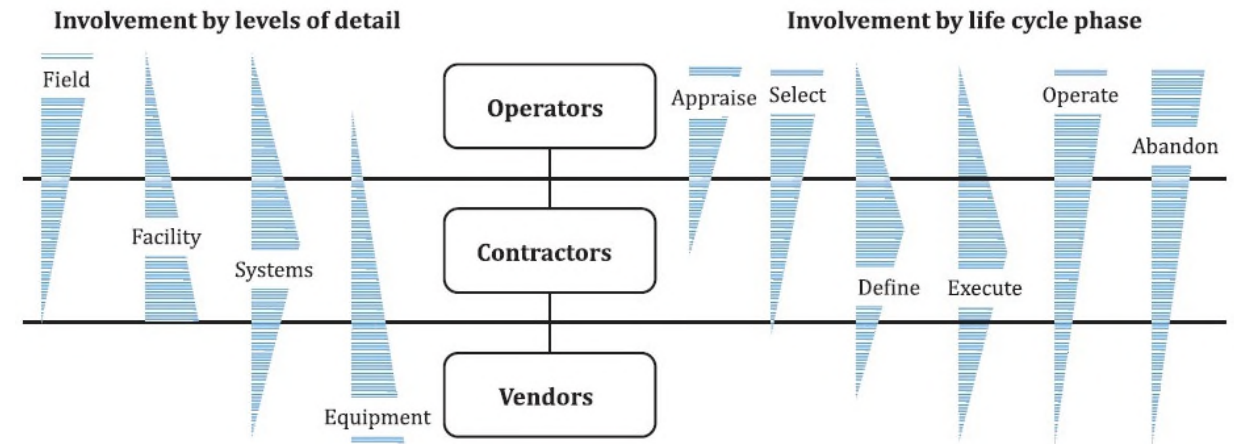 Involvement by levels of detail
Involvement by life cycle phase
Field
Facility
Systems
Equipment
Operators
Contractors
Vendors
Appraise
Select
Define
Execute
Operate
Abandon